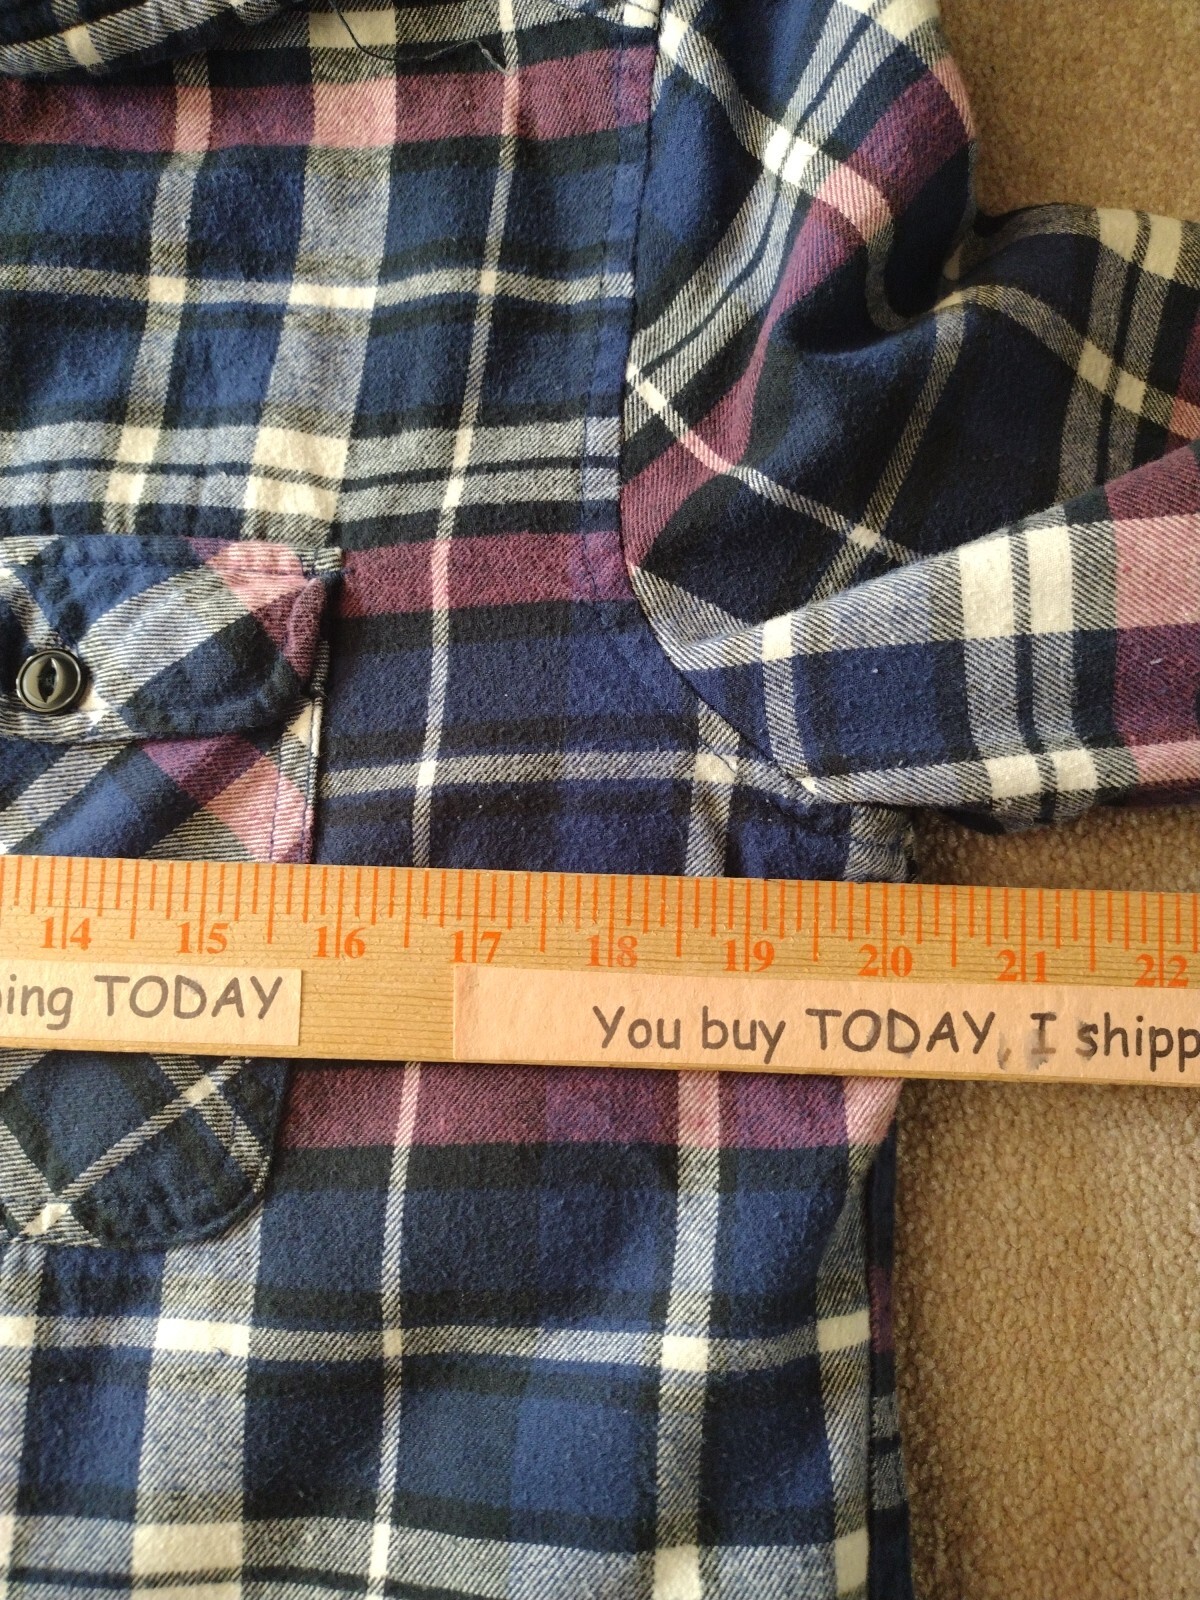 14 15 16 17 18 19 20 21 22
ing TODAY
You buy TODAY, I shipp